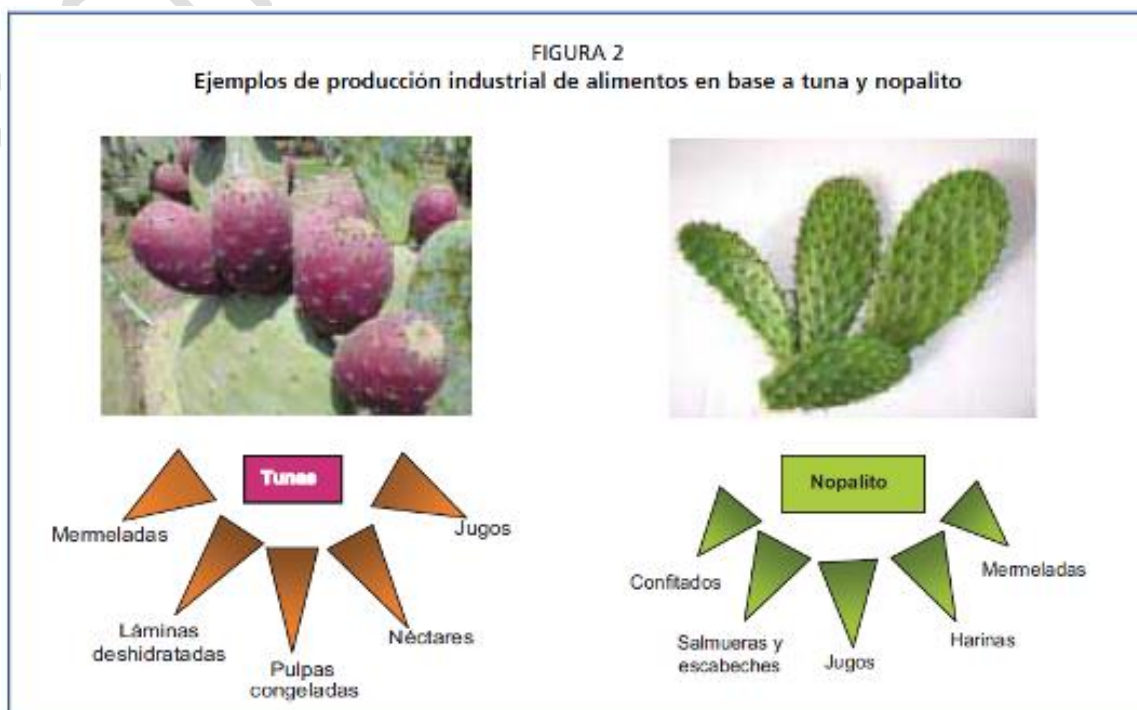 FIGURA 2
Ejemplos de producción industrial de alimentos en base a tuna y nopalito
Tunas
Mermeladas
Láminas
deshidratadas
Pulpas
congeladas
Néctares
Jugos
Nopalito
Confitados
Salmueras y
escabeches
Jugos
Harinas
Mermeladas